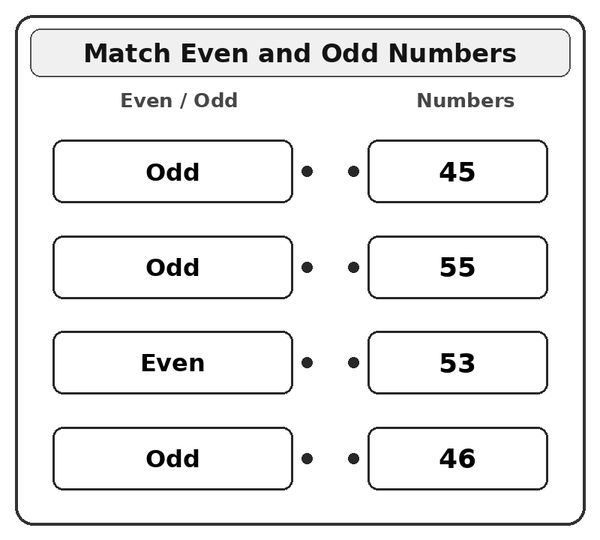 Match Even and Odd Numbers
Even / Odd Numbers
Odd 45
Odd 55
Even 53
Odd 46